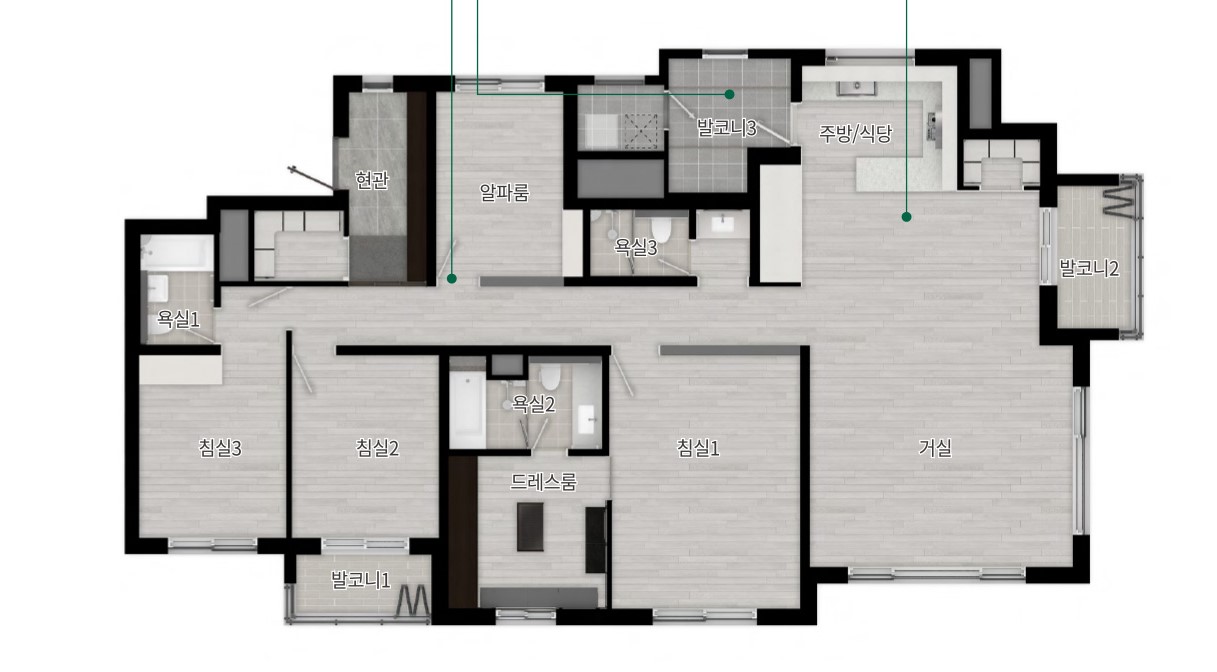 발코니3
주방/식당
현관
알파룸
욕실3
발코니2
욕실1
욕실2
침실3
침실2
침실1
거실
드레스룸
발코니1